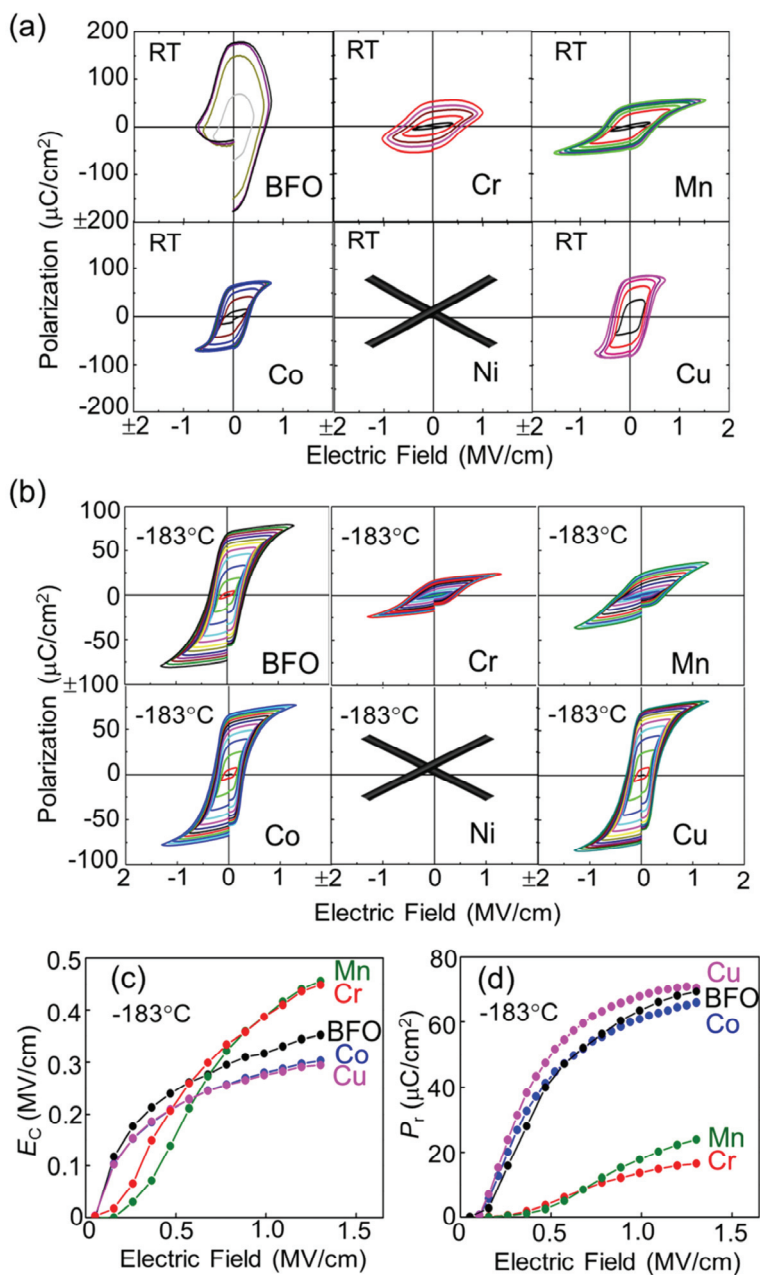 (a)
Polarization (μC/cm²)
200
100
0
-100
±200
100
0
-100
-200
RT
BFO
RT
Cr
RT
Mn
RT
Co
RT
Ni
RT
Cu
±2 -1 0 1 ±2 -1 0 1 ±2 -1 0 1 2
Electric Field (MV/cm)
(b)
Polarization (μC/cm²)
100
50
0
-50
±100
50
0
-50
-100
-183°C
BFO
-183°C
Cr
-183°C
Mn
-183°C
Co
-183°C
Ni
-183°C
Cu
2 -1 0 1 ±2 -1 0 1 ±2 -1 0 1 2
Electric Field (MV/cm)
(c)
-183°C
E_C (MV/cm)
0.5
0.4
0.3
0.2
0.1
0
Mn
Cr
BFO
Co
Cu
0 0.5 1.0 1.5
Electric Field (MV/cm)
(d)
-183°C
P_r (μC/cm²)
80
60
40
20
0
Cu
BFO
Co
Mn
Cr
0 0.5 1.0 1.5
Electric Field (MV/cm)